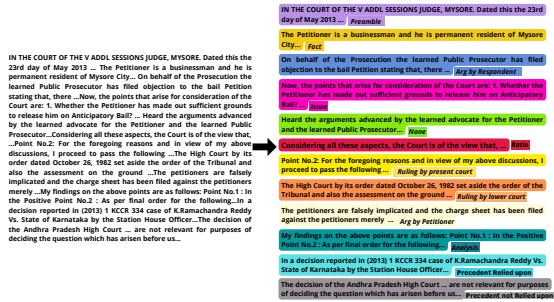 IN THE COURT OF THE V ADDL SESSIONS JUDGE, MYSORE. Dated this the
23rd day of May 2013 ... The Petitioner is a businessman and he is
permanent resident of Mysore City... On behalf of the Prosecution the
learned Public Prosecutor has filed objection to the bail Petition
stating that, there ...Now, the points that arise for consideration of the
Court are: 1. Whether the Petitioner has made out sufficient grounds
to release him on Anticipatory Bail? ... Heard the arguments advanced
by the learned advocate for the Petitioner and the learned Public
Prosecutor...Considering all these aspects, the Court is of the view that,
...Point No.2: For the foregoing reasons and in view of my above
discussions, I proceed to pass the following ...The High Court by its
order dated October 26, 1982 set aside the order of the Tribunal and
also the assessment on the ground ...The petitioners are falsely
implicated and the charge sheet has been filed against the petitioners
merely ...My findings on the above points are as follows: Point No.1 : In
the Positive Point No.2 : As per final order for the following...In a
decision reported in (2013) 1 KCCR 334 case of K.Ramachandra Reddy
Vs. State of Karnataka by the Station House Officer...The decision of
the Andhra Pradesh High Court ... are not relevant for purposes of
deciding the question which has arisen before us...
IN THE COURT OF THE V ADDL SESSIONS JUDGE, MYSORE. Dated this the 23rd
day of May 2013 ... Preamble
The Petitioner is a businessman and he is permanent resident of Mysore
City... Fact
On behalf of the Prosecution the learned Public Prosecutor has filed
objection to the bail Petition stating that, there ... Arg by Respondent
Now, the points that arise for consideration of the Court are: 1. Whether the
Petitioner has made out sufficient grounds to release him on Anticipatory
Bail? ... Issue
Heard the arguments advanced by the learned advocate for the Petitioner
and the learned Public Prosecutor... None
Considering all these aspects, the Court is of the view that, ... Ratio
Point No.2: For the foregoing reasons and in view of my above discussions, I
proceed to pass the following ... Ruling by present court
The High Court by its order dated October 26, 1982 set aside the order of the
Tribunal and also the assessment on the ground ... Ruling by lower court
The petitioners are falsely implicated and the charge sheet has been filed
against the petitioners merely ... Arg by Petitioner
My findings on the above points are as follows: Point No.1 : In the Positive
Point No.2 : As per final order for the following... Analysis
In a decision reported in (2013) 1 KCCR 334 case of K.Ramachandra Reddy Vs.
State of Karnataka by the Station House Officer... Precedent Relied upon
The decision of the Andhra Pradesh High Court ... are not relevant for purposes
of deciding the question which has arisen before us... Precedent not Relied upon